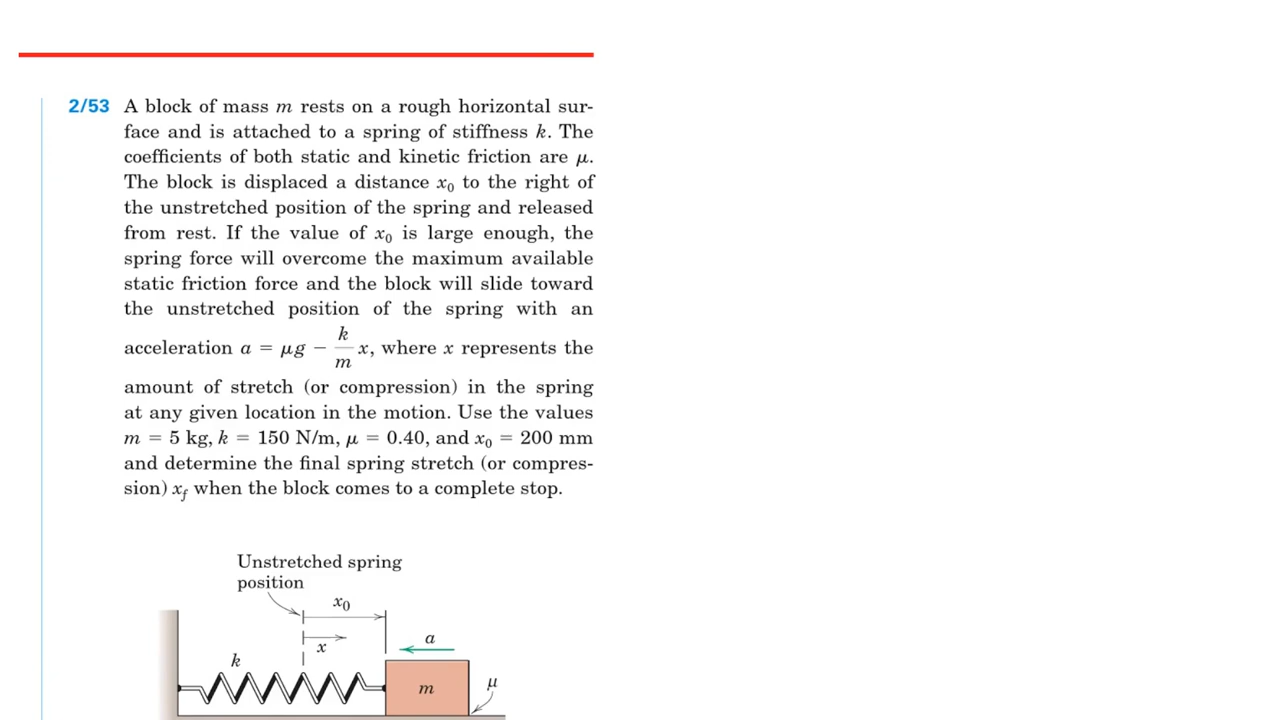 2/53 A block of mass m rests on a rough horizontal sur-
face and is attached to a spring of stiffness k. The
coefficients of both static and kinetic friction are μ.
The block is displaced a distance x₀ to the right of
the unstretched position of the spring and released
from rest. If the value of x₀ is large enough, the
spring force will overcome the maximum available
static friction force and the block will slide toward
the unstretched position of the spring with an
acceleration a = μg − k/m x, where x represents the
amount of stretch (or compression) in the spring
at any given location in the motion. Use the values
m = 5 kg, k = 150 N/m, μ = 0.40, and x₀ = 200 mm
and determine the final spring stretch (or compres-
sion) x_f when the block comes to a complete stop.
Unstretched spring
position
x₀
a
x
k
m
μ